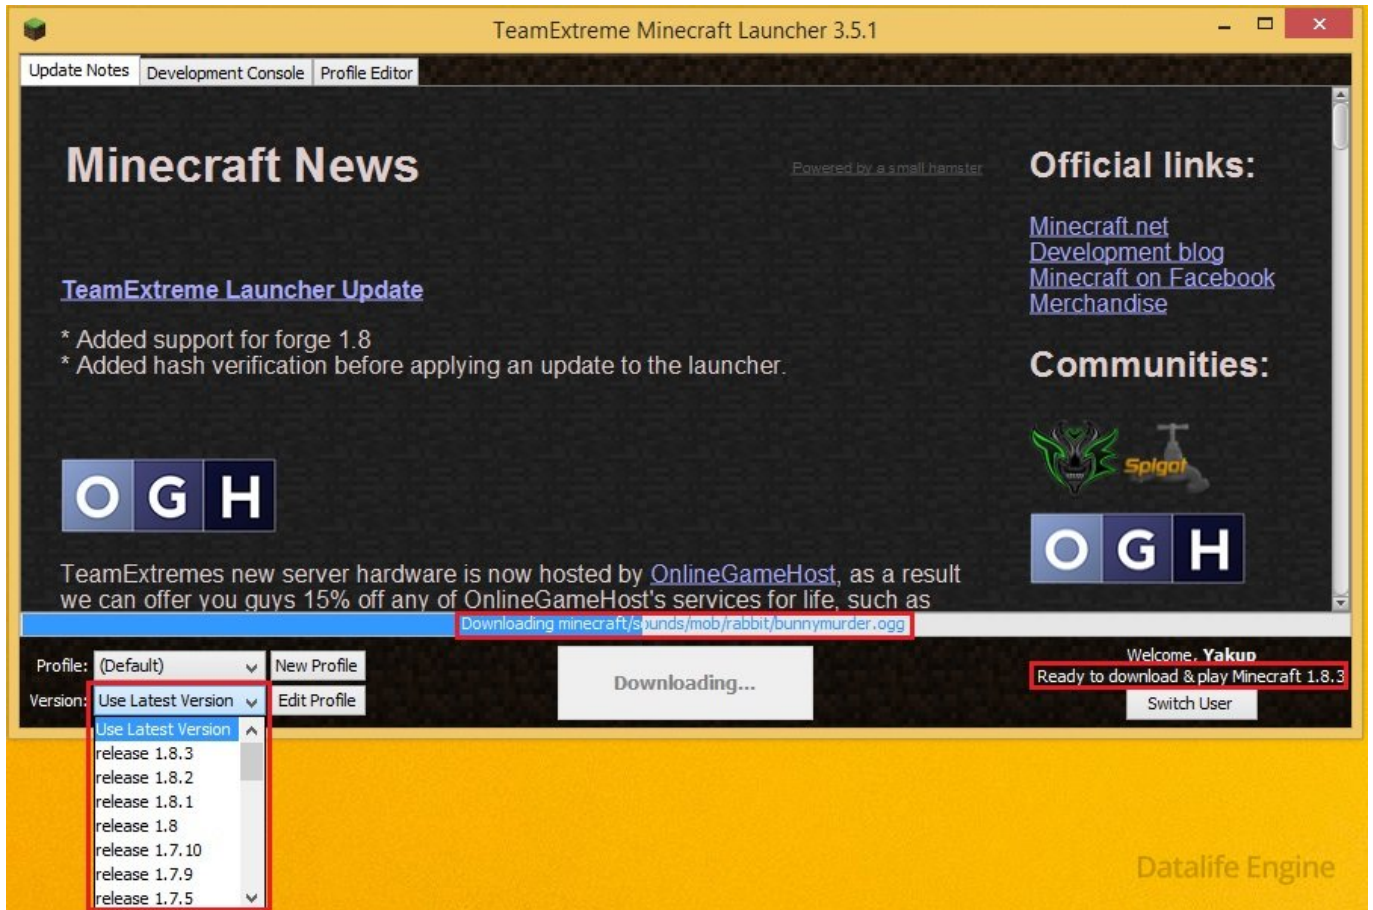 TeamExtreme Minecraft Launcher 3.5.1
Update Notes Development Console Profile Editor
Minecraft News
Powered by a small hamster
Official links:
Minecraft.net
Development blog
Minecraft on Facebook
Merchandise
TeamExtreme Launcher Update
* Added support for forge 1.8
* Added hash verification before applying an update to the launcher.
Communities:
Spigot
OGH
OGH
TeamExtremes new server hardware is now hosted by OnlineGameHost, as a result
we can offer you guys 15% off any of OnlineGameHost's services for life, such as
Downloading minecraft/sounds/mob/rabbit/bunnymurder.ogg
Profile: (Default) New Profile
Version: Use Latest Version Edit Profile
Downloading...
Welcome, Yakup
Ready to download & play Minecraft 1.8.3
Switch User
Use Latest Version
release 1.8.3
release 1.8.2
release 1.8.1
release 1.8
release 1.7.10
release 1.7.9
release 1.7.5
Datalife Engine